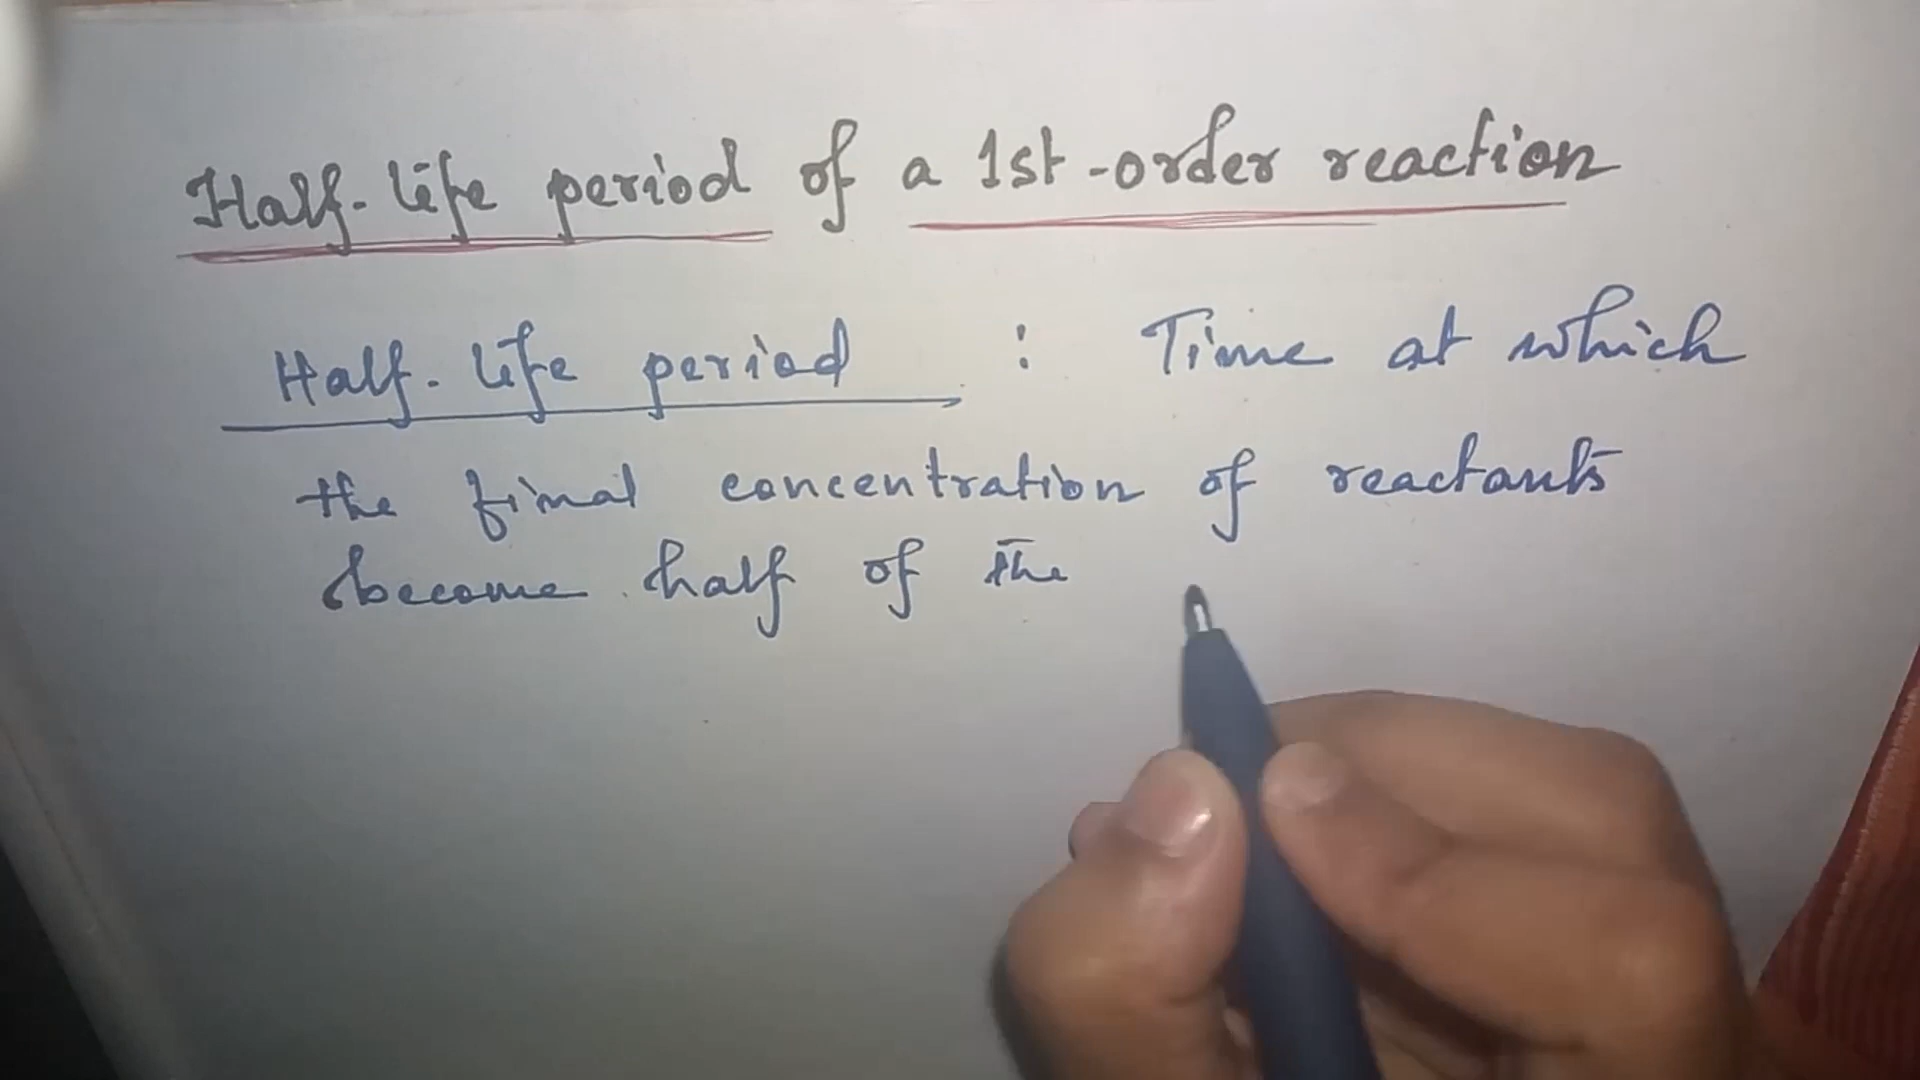 Half-life period of a 1st-order reaction
Half-life period : Time at which
the final concentration of reactants
become half of the